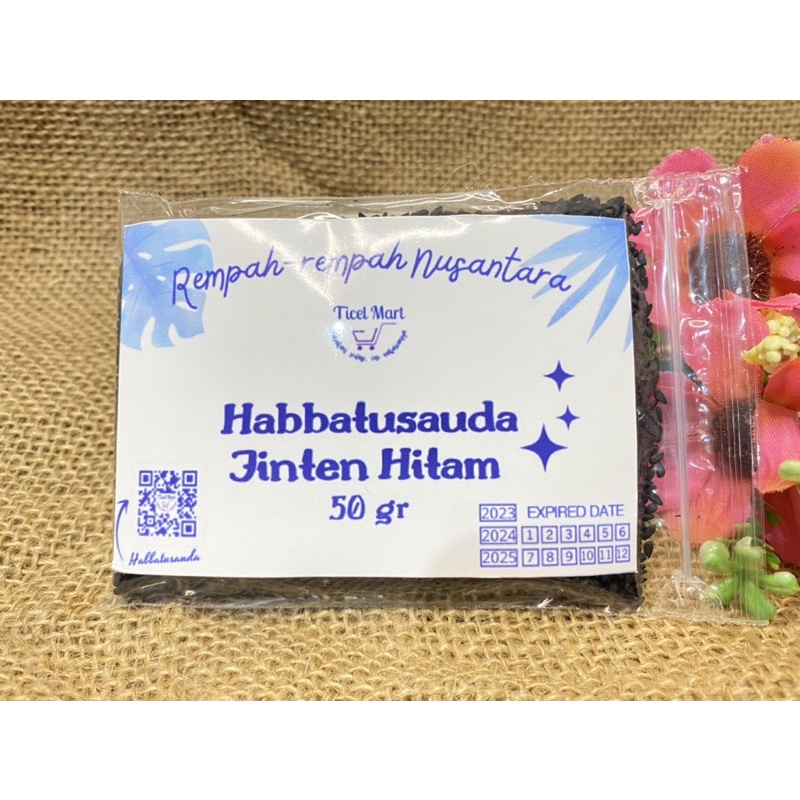 Rempah-rempah Nusantara
Ticel Mart
Habbatusauda
Jinten Hitam
50 gr
Habbatusauda
2023 EXPIRED DATE
2024 1 2 3 4 5 6
2025 7 8 9 10 11 12